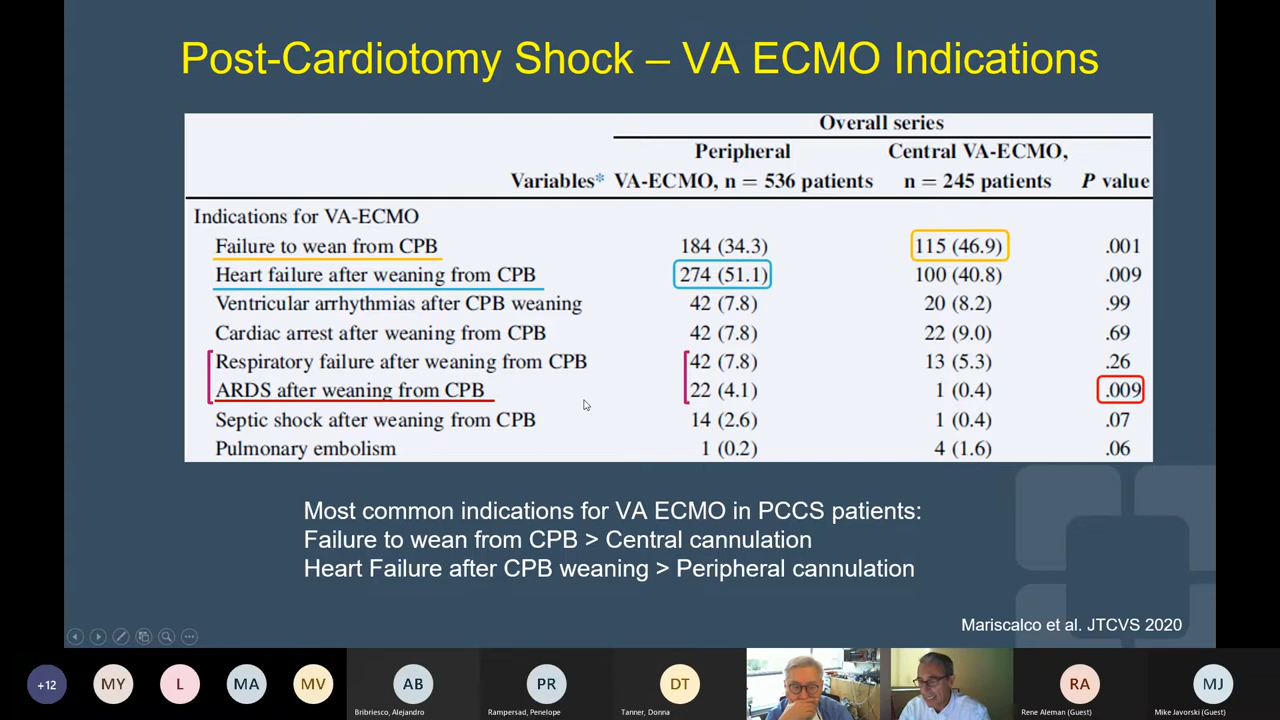 Post-Cardiotomy Shock – VA ECMO Indications
Overall series
Peripheral Central VA-ECMO,
Variables* VA-ECMO, n = 536 patients n = 245 patients P value
Indications for VA-ECMO
Failure to wean from CPB 184 (34.3) 115 (46.9) .001
Heart failure after weaning from CPB 274 (51.1) 100 (40.8) .009
Ventricular arrhythmias after CPB weaning 42 (7.8) 20 (8.2) .99
Cardiac arrest after weaning from CPB 42 (7.8) 22 (9.0) .69
Respiratory failure after weaning from CPB 42 (7.8) 13 (5.3) .26
ARDS after weaning from CPB 22 (4.1) 1 (0.4) .009
Septic shock after weaning from CPB 14 (2.6) 1 (0.4) .07
Pulmonary embolism 1 (0.2) 4 (1.6) .06
Most common indications for VA ECMO in PCCS patients:
Failure to wean from CPB > Central cannulation
Heart Failure after CPB weaning > Peripheral cannulation
Mariscalco et al. JTCVS 2020
+12 MY L MA MV AB PR DT RA MJ
Bribriesco, Alejandro Rampersad, Penelope Tanner, Donna Rene Aleman (Guest) Mike Javorski (Guest)